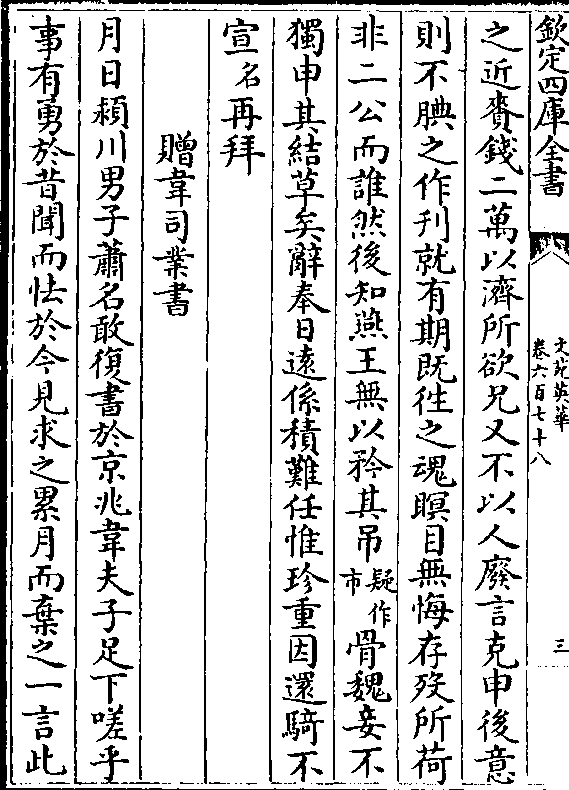 欽定四庫全書
文苑英華
卷六百七十八
三
之近賚錢二萬以濟所欲兄又不以人廢言克申後意
則不腆之作刊就有期既徃之魂瞑目無悔存歿所荷
非二公而誰然後知燕王無以矜其吊疑作市骨魏妾不
獨申其結草矣辭奉日逺係積難任惟珍重因還騎不
宣名再拜
贈韋司業書
月日頴川男子蕭名敢復書於京兆韋夫子足下嗟乎
事有勇於昔聞而怯於今見求之累月而棄之一言此